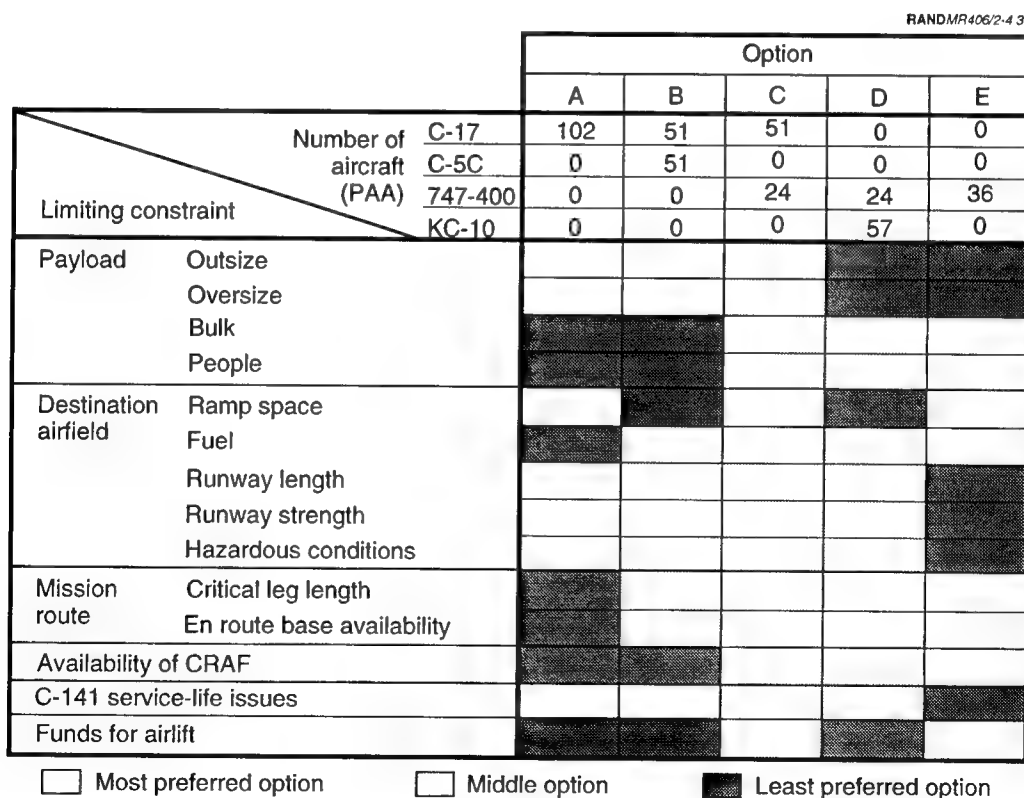 RANDMR406/2-4 3
Option
A B C D E
Number of aircraft (PAA)
C-17 102 51 51 0 0
C-5C 0 51 0 0 0
747-400 0 0 24 24 36
KC-10 0 0 0 57 0
Limiting constraint
Payload Outsize
Oversize
Bulk
People
Destination airfield Ramp space
Fuel
Runway length
Runway strength
Hazardous conditions
Mission route Critical leg length
En route base availability
Availability of CRAF
C-141 service-life issues
Funds for airlift
Most preferred option Middle option Least preferred option